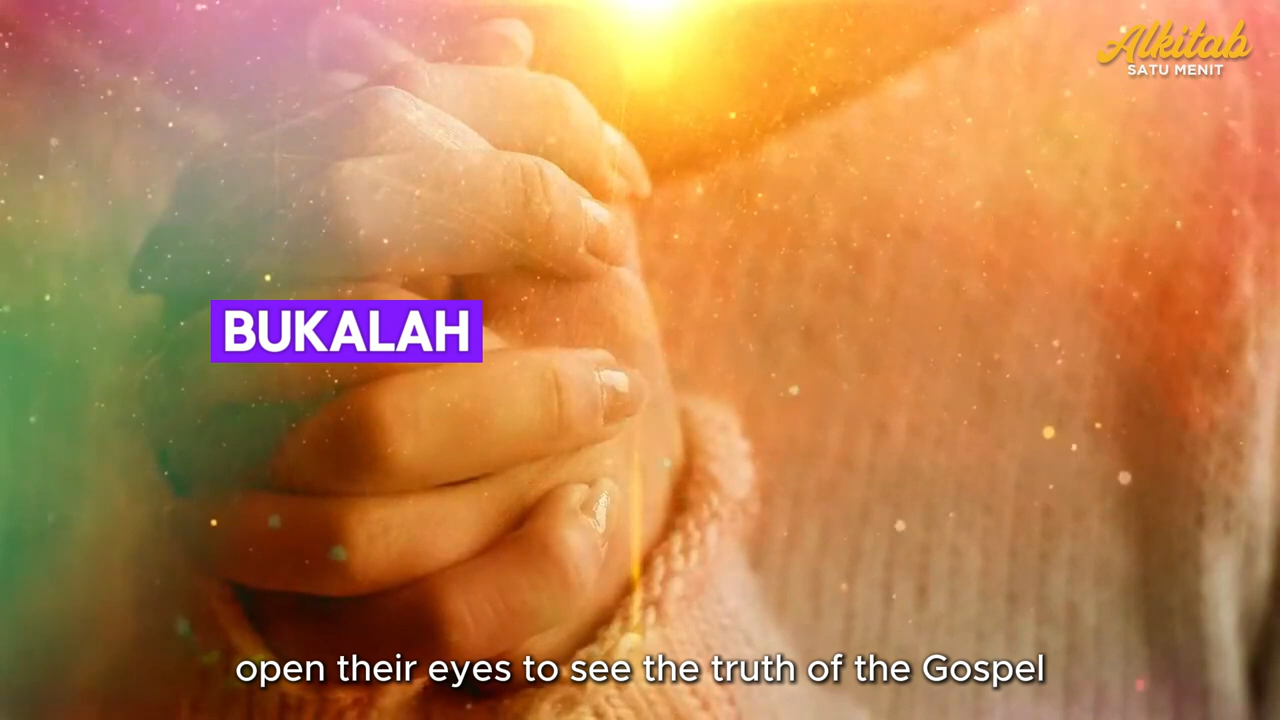 Alkitab
SATU MENIT
BUKALAH
open their eyes to see the truth of the Gospel